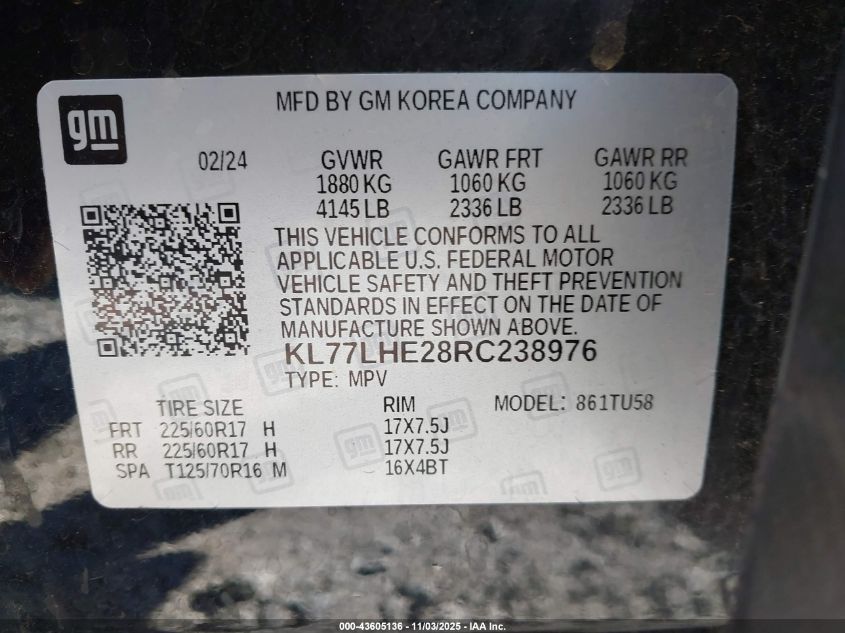 gm
MFD BY GM KOREA COMPANY
02/24 GVWR GAWR FRT GAWR RR
1880 KG 1060 KG 1060 KG
4145 LB 2336 LB 2336 LB
THIS VEHICLE CONFORMS TO ALL
APPLICABLE U.S. FEDERAL MOTOR
VEHICLE SAFETY AND THEFT PREVENTION
STANDARDS IN EFFECT ON THE DATE OF
MANUFACTURE SHOWN ABOVE.
KL77LHE28RC238976
TYPE: MPV
TIRE SIZE RIM MODEL: 861TU58
FRT 225/60R17 H 17X7.5J
RR 225/60R17 H 17X7.5J
SPA T125/70R16 M 16X4BT
000-43605136 - 11/03/2025 - IAA Inc.